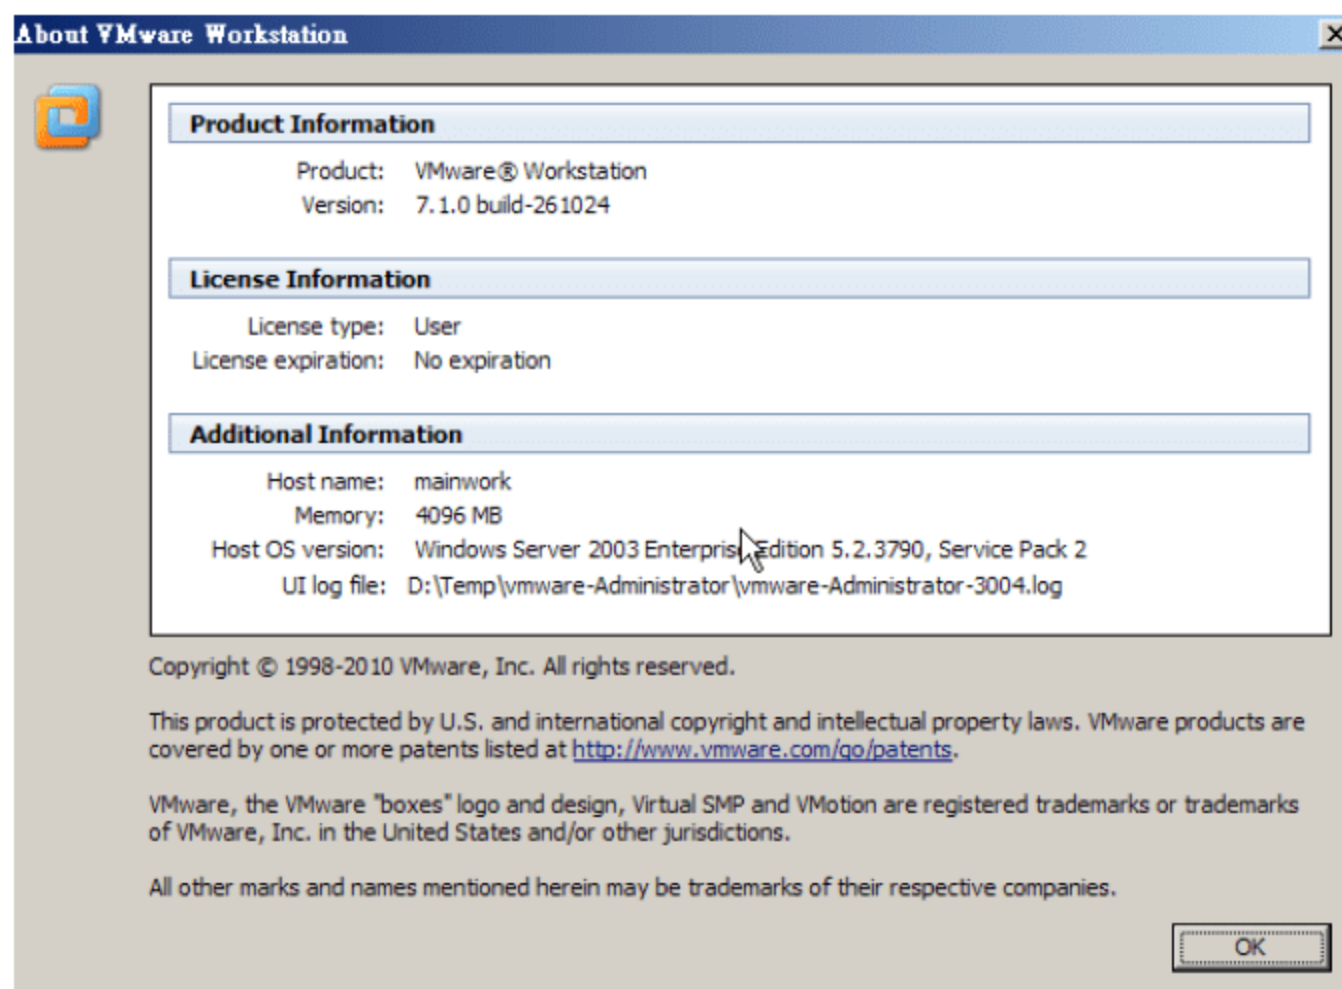 About VMware Workstation
Product Information
Product: VMware® Workstation
Version: 7.1.0 build-261024
License Information
License type: User
License expiration: No expiration
Additional Information
Host name: mainwork
Memory: 4096 MB
Host OS version: Windows Server 2003 Enterprise Edition 5.2.3790, Service Pack 2
UI log file: D:\Temp\vmware-Administrator\vmware-Administrator-3004.log
Copyright © 1998-2010 VMware, Inc. All rights reserved.
This product is protected by U.S. and international copyright and intellectual property laws. VMware products are
covered by one or more patents listed at http://www.vmware.com/go/patents.
VMware, the VMware "boxes" logo and design, Virtual SMP and VMotion are registered trademarks or trademarks
of VMware, Inc. in the United States and/or other jurisdictions.
All other marks and names mentioned herein may be trademarks of their respective companies.
OK